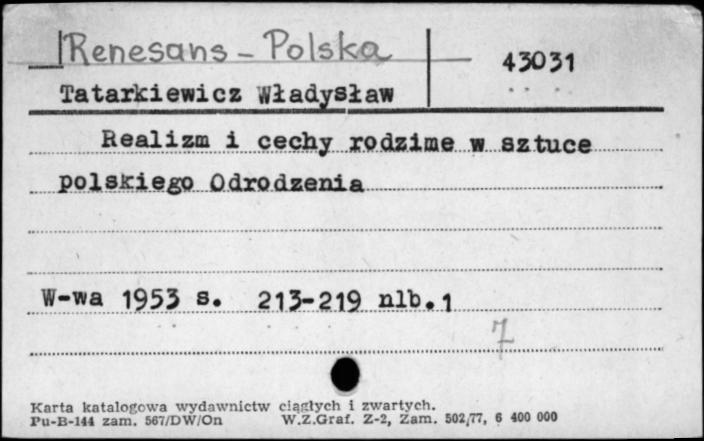 Renesans - Polska
43031
Tatarkiewicz Władysław
Realizm i cechy rodzime w sztuce
polskiego Odrodzenia
W-wa 1953 s. 213-219 nlb.1
7
Karta katalogowa wydawnictw ciągłych i zwartych.
Pu-B-144 zam. 567/DW/On W.Z.Graf. Z-2, Zam. 502/77, 6 400 000